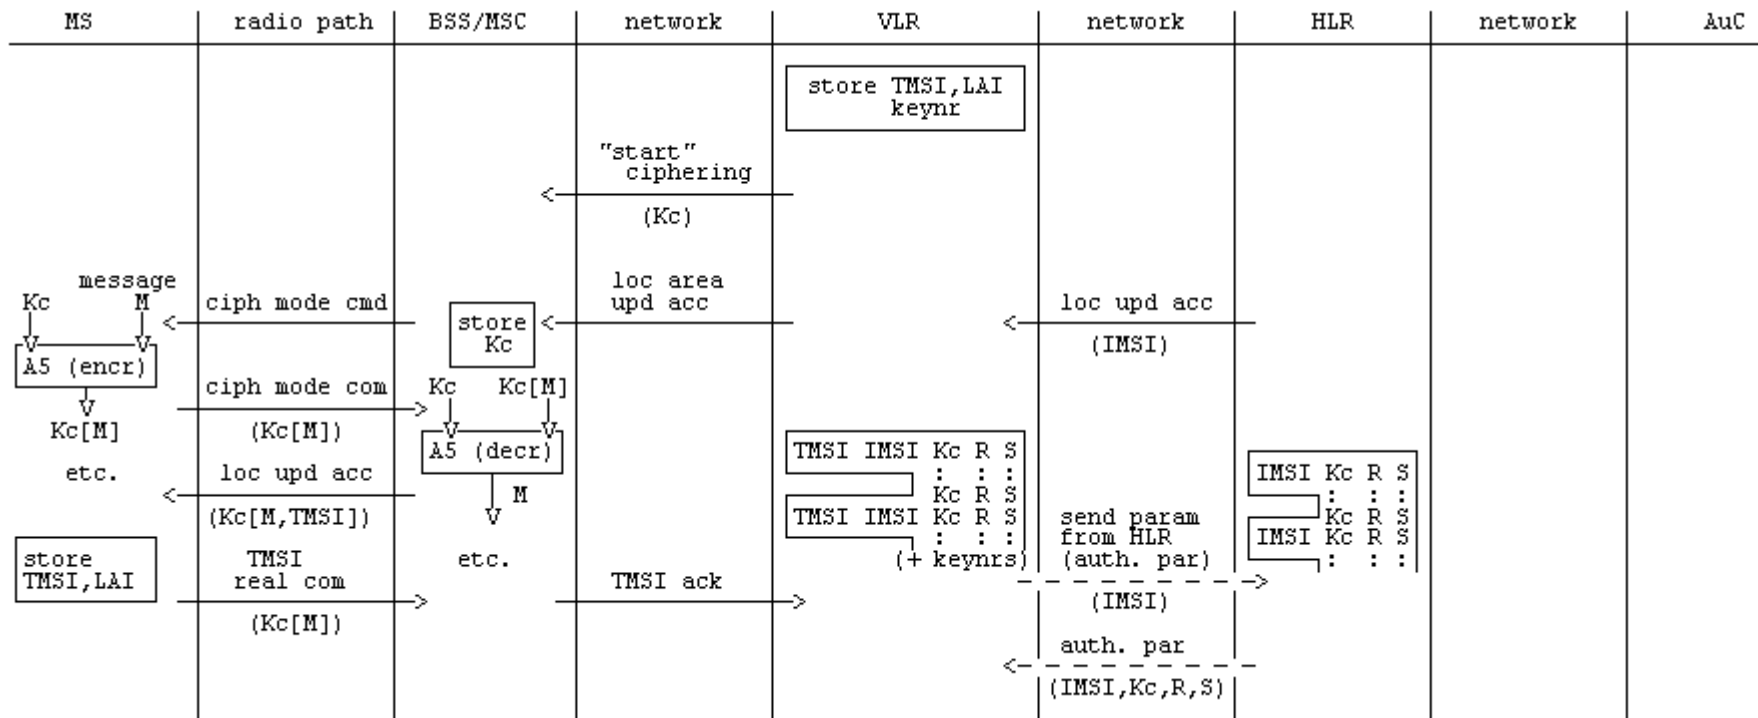 MS radio path BSS/MSC network VLR network HLR network AuC
store TMSI,LAI
keynr
"start"
ciphering
(Kc)
message
loc area
Kc M ciph mode cmd upd acc loc upd acc
store
Kc
(IMSI)
A5 (encr)
ciph mode com Kc Kc[M]
Kc[M] (Kc[M])
A5 (decr) TMSI IMSI Kc R S
etc. loc upd acc : : : IMSI Kc R S
M Kc R S : : :
(Kc[M,TMSI]) TMSI IMSI Kc R S send param Kc R S
: : : from HLR IMSI Kc R S
store TMSI etc. (+ keynrs) (auth. par) : : :
TMSI,LAI real com TMSI ack
(IMSI)
(Kc[M])
auth. par
(IMSI,Kc,R,S)